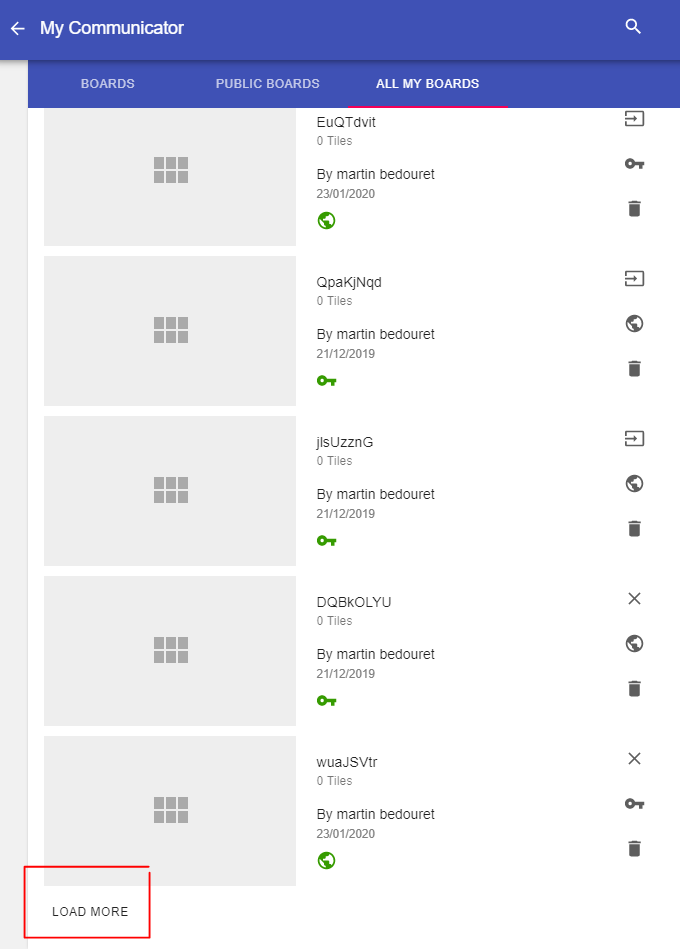 My Communicator
BOARDS
PUBLIC BOARDS
ALL MY BOARDS
EuQTdvit
0 Tiles
By martin bedouret
23/01/2020
QpaKjNqd
0 Tiles
By martin bedouret
21/12/2019
jIsUzznG
0 Tiles
By martin bedouret
21/12/2019
DQBkOLYU
0 Tiles
By martin bedouret
21/12/2019
wuaJSVtr
0 Tiles
By martin bedouret
23/01/2020
LOAD MORE